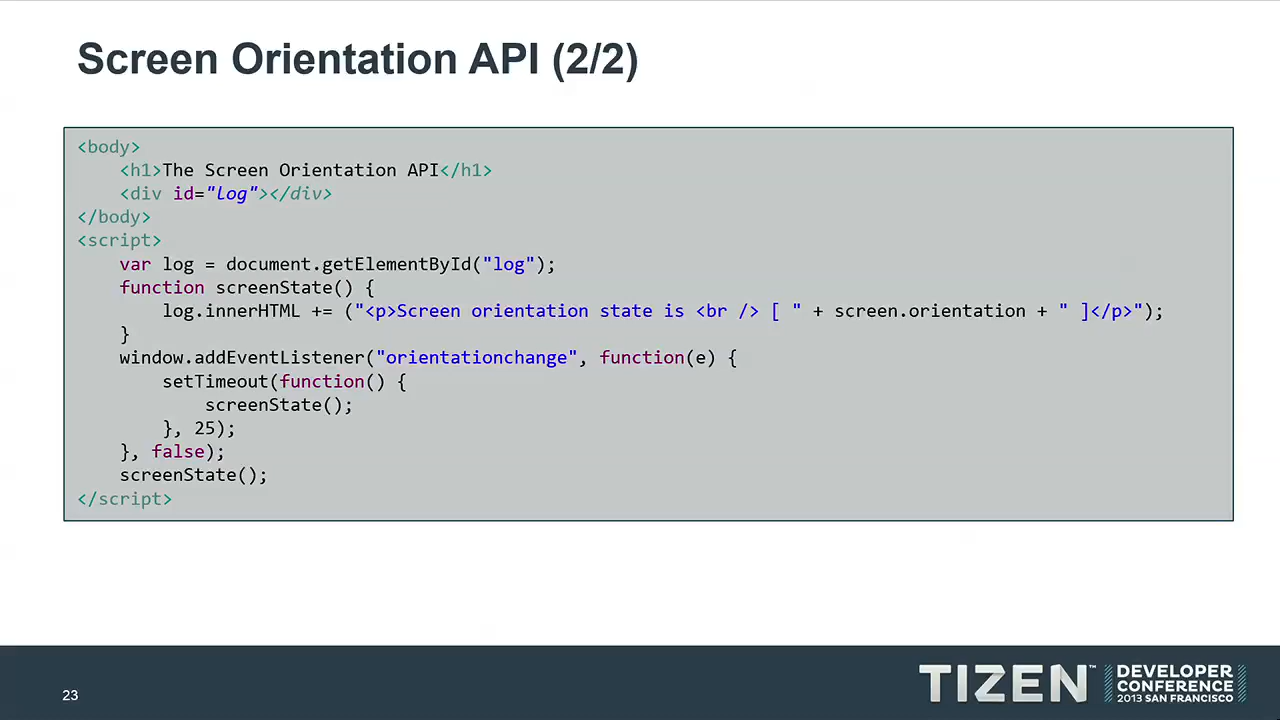 Screen Orientation API (2/2)
<body>
    <h1>The Screen Orientation API</h1>
    <div id="log"></div>
</body>
<script>
    var log = document.getElementById("log");
    function screenState() {
        log.innerHTML += ("<p>Screen orientation state is <br /> [ " + screen.orientation + " ]</p>");
    }
    window.addEventListener("orientationchange", function(e) {
        setTimeout(function() {
            screenState();
        }, 25);
    }, false);
    screenState();
</script>
23
TIZEN™
DEVELOPER
CONFERENCE
2013 SAN FRANCISCO